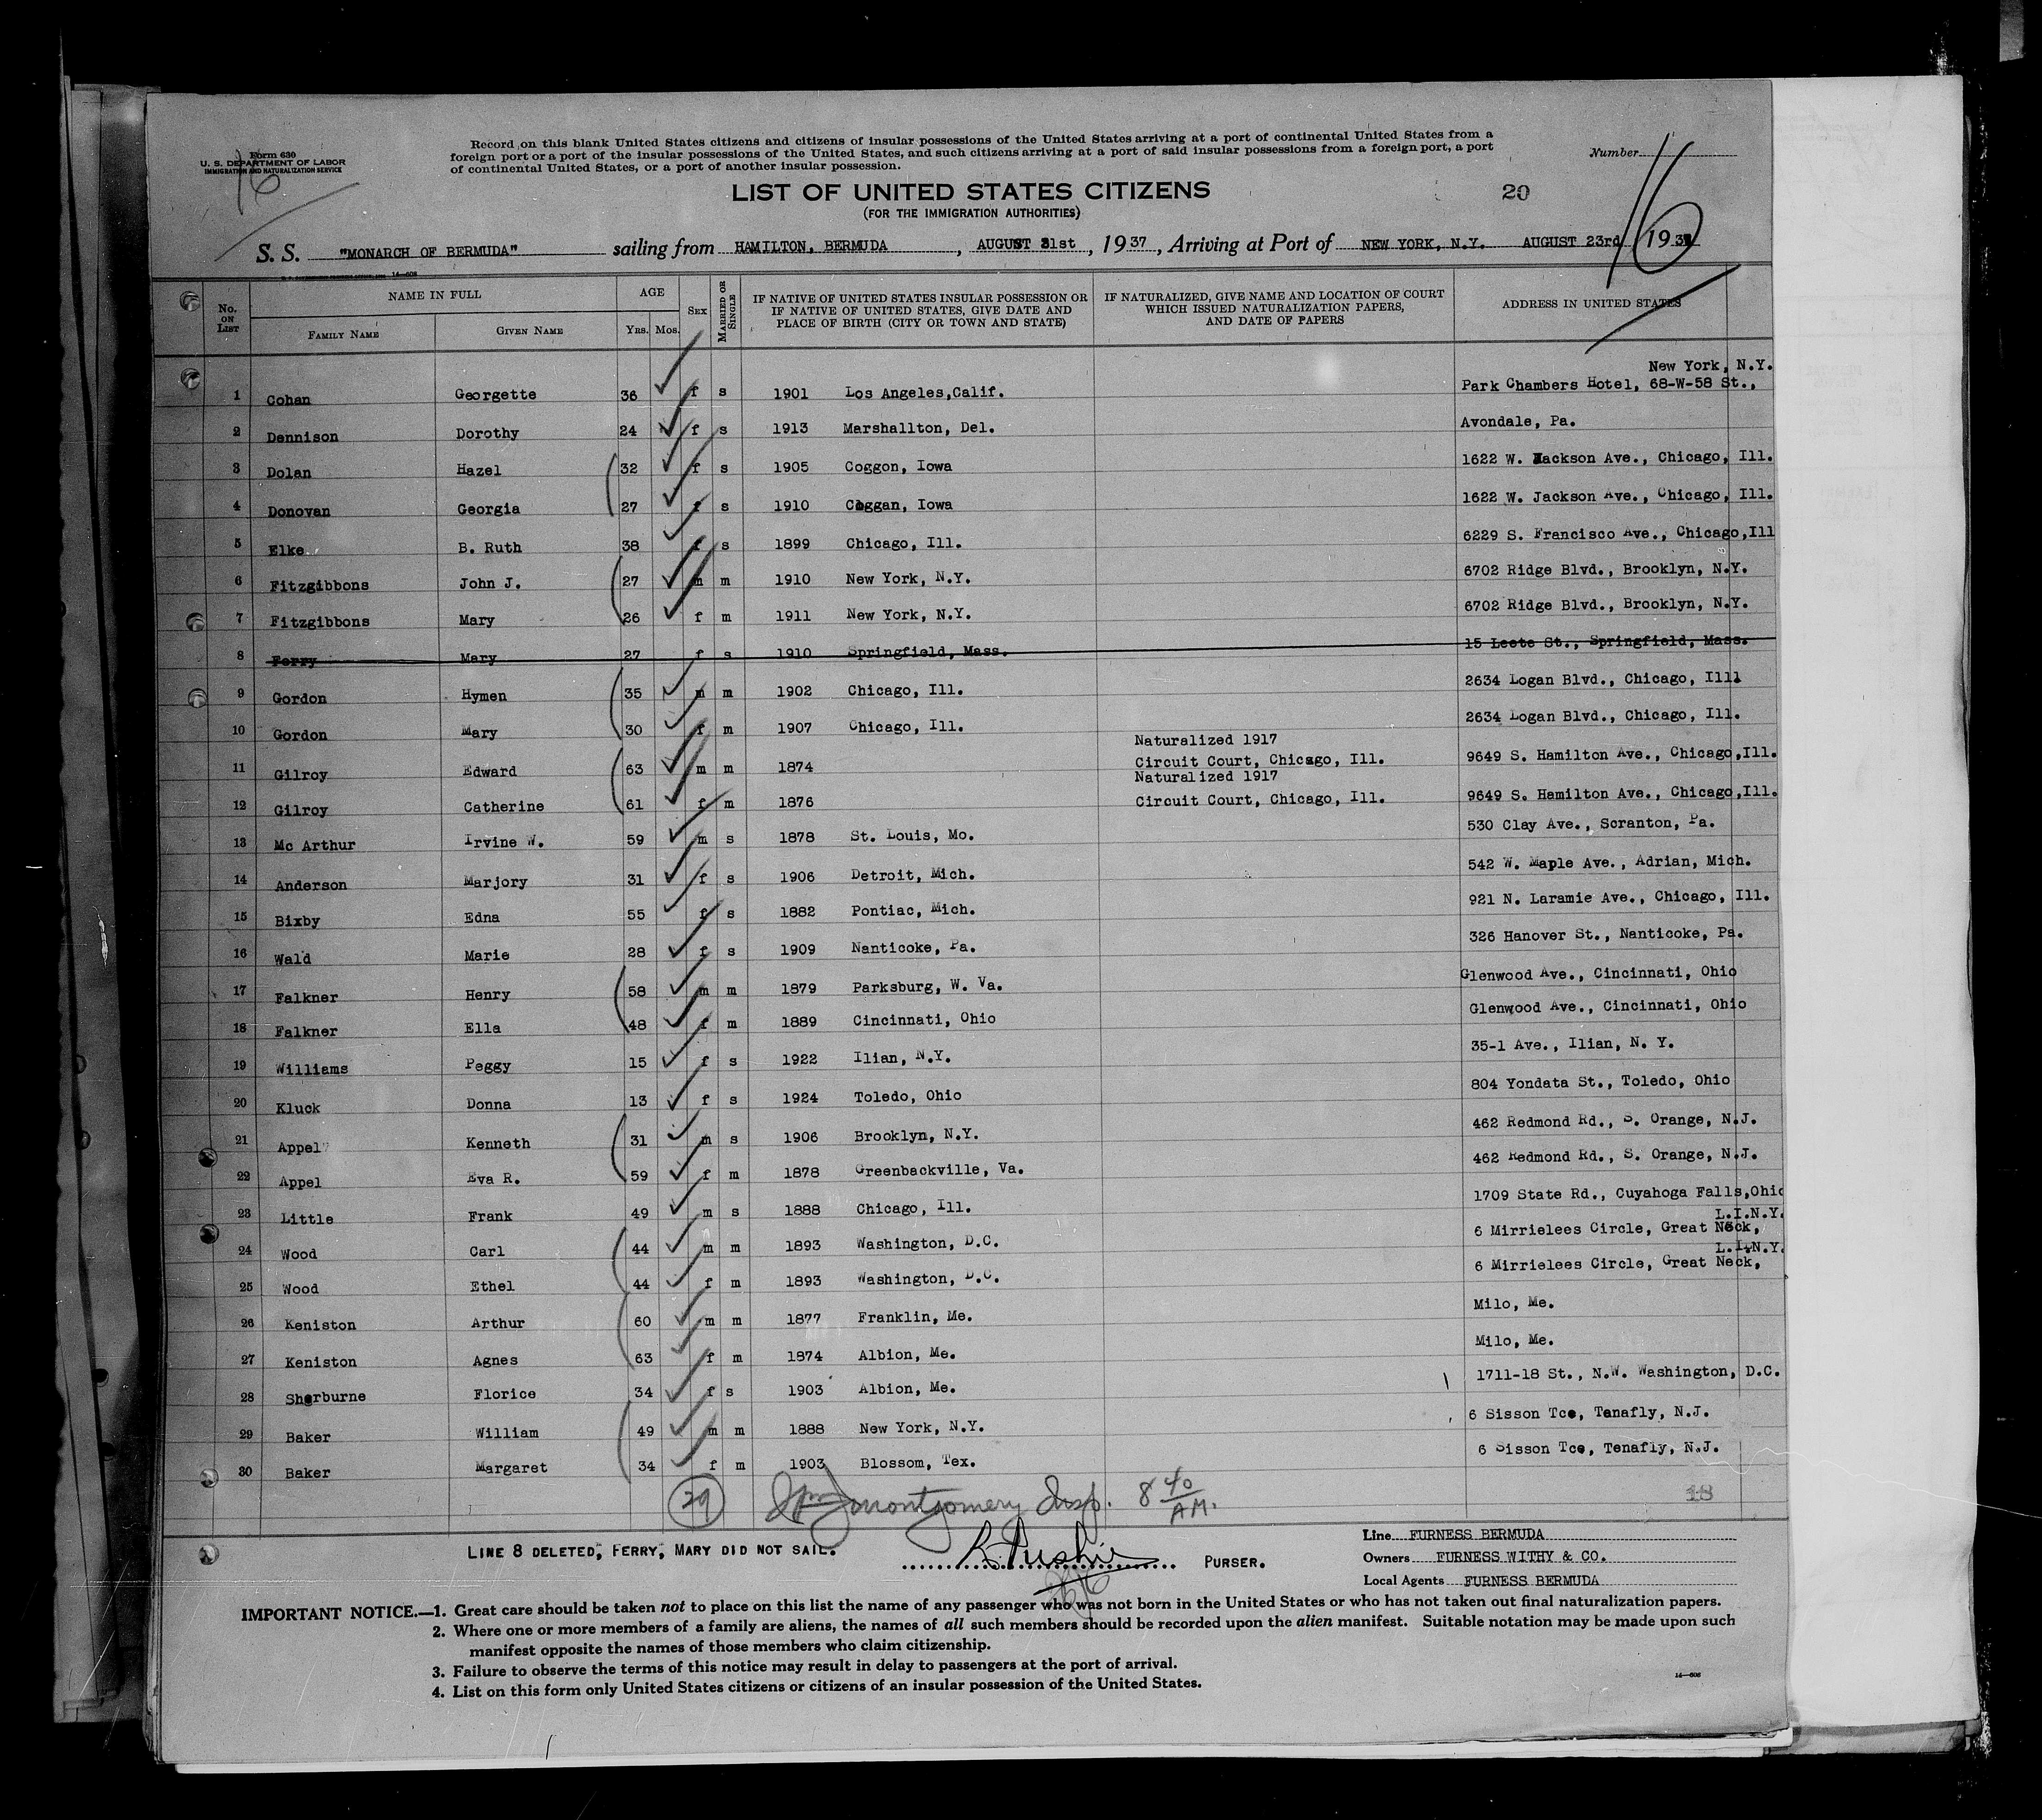 Form 630
U. S. DEPARTMENT OF LABOR
IMMIGRATION AND NATURALIZATION SERVICE
16
Record on this blank United States citizens and citizens of insular possessions of the United States arriving at a port of continental United States from a
foreign port or a port of the insular possessions of the United States, and such citizens arriving at a port of said insular possessions from a foreign port, a port
of continental United States, or a port of another insular possession.
Number
LIST OF UNITED STATES CITIZENS
(FOR THE IMMIGRATION AUTHORITIES)
20
16
S. S. "MONARCH OF BERMUDA" sailing from HAMILTON, BERMUDA, AUGUST 21st, 1937, Arriving at Port of NEW YORK, N.Y. AUGUST 23rd 1937
No. ON LIST NAME IN FULL AGE SEX MARRIED OR SINGLE IF NATIVE OF UNITED STATES INSULAR POSSESSION OR IF NATIVE OF UNITED STATES, GIVE DATE AND PLACE OF BIRTH (CITY OR TOWN AND STATE) IF NATURALIZED, GIVE NAME AND LOCATION OF COURT WHICH ISSUED NATURALIZATION PAPERS, AND DATE OF PAPERS ADDRESS IN UNITED STATES
FAMILY NAME GIVEN NAME YRS. MOS.
New York, N.Y.
1 Cohan Georgette 36 f s 1901 Los Angeles,Calif. Park Chambers Hotel, 68-W-58 St.,
2 Dennison Dorothy 24 f s 1913 Marshallton, Del. Avondale, Pa.
3 Dolan Hazel 32 f s 1905 Coggon, Iowa 1622 W. Jackson Ave., Chicago, Ill.
4 Donovan Georgia 27 f s 1910 Coggan, Iowa 1622 W. Jackson Ave., Chicago, Ill.
5 Elke B. Ruth 38 f s 1899 Chicago, Ill. 6229 S. Francisco Ave., Chicago,Ill
6 Fitzgibbons John J. 27 m m 1910 New York, N.Y. 6702 Ridge Blvd., Brooklyn, N.Y.
7 Fitzgibbons Mary 26 f m 1911 New York, N.Y. 6702 Ridge Blvd., Brooklyn, N.Y.
8 Ferry Mary 27 f s 1910 Springfield, Mass. 15 Leete St., Springfield, Mass.
9 Gordon Hymen 35 m m 1902 Chicago, Ill. 2634 Logan Blvd., Chicago, Illl
10 Gordon Mary 30 f m 1907 Chicago, Ill. 2634 Logan Blvd., Chicago, Ill.
Naturalized 1917
11 Gilroy Edward 63 m m 1874 Circuit Court, Chicago, Ill. 9649 S. Hamilton Ave., Chicago,Ill.
Naturalized 1917
12 Gilroy Catherine 61 f m 1876 Circuit Court, Chicago, Ill. 9649 S. Hamilton Ave., Chicago,Ill.
13 Mc Arthur Irvine W. 59 m s 1878 St. Louis, Mo. 530 Clay Ave., Scranton, Pa.
14 Anderson Marjory 31 f s 1906 Detroit, Mich. 542 W. Maple Ave., Adrian, Mich.
15 Bixby Edna 55 f s 1882 Pontiac, Mich. 921 N. Laramie Ave., Chicago, Ill.
16 Wald Marie 28 f s 1909 Nanticoke, Pa. 326 Hanover St., Nanticoke, Pa.
17 Falkner Henry 58 m m 1879 Parksburg, W. Va. Glenwood Ave., Cincinnati, Ohio
18 Falkner Ella 48 f m 1889 Cincinnati, Ohio Glenwood Ave., Cincinnati, Ohio
19 Williams Peggy 15 f s 1922 Ilian, N.Y. 35-1 Ave., Ilian, N. Y.
20 Kluck Donna 13 f s 1924 Toledo, Ohio 804 Yondata St., Toledo, Ohio
21 Appel Kenneth 31 m s 1906 Brooklyn, N.Y. 462 Redmond Rd., S. Orange, N.J.
22 Appel Eva R. 59 f m 1878 Greenbackville, Va. 462 Redmond Rd., S. Orange, N.J.
23 Little Frank 49 m s 1888 Chicago, Ill. 1709 State Rd., Cuyahoga Falls,Ohio
L.I.N.Y.
24 Wood Carl 44 m m 1893 Washington, D.C. 6 Mirrielees Circle, Great Neck,
L.I.N.Y.
25 Wood Ethel 44 f m 1893 Washington, D.C. 6 Mirrielees Circle, Great Neck,
26 Keniston Arthur 60 m m 1877 Franklin, Me. Milo, Me.
27 Keniston Agnes 63 f m 1874 Albion, Me. Milo, Me.
28 Sherburne Florice 34 f s 1903 Albion, Me. 1711-18 St., N.W. Washington, D.C.
29 Baker William 49 m m 1888 New York, N.Y. 6 Sisson Tce, Tenafly, N.J.
30 Baker Margaret 34 f m 1903 Blossom, Tex. 6 Sisson Tce, Tenafly, N.J.
29 Montgomery Insp. 8 40 A.M.
18
LINE 8 DELETED, FERRY, MARY DID NOT SAIL.
PURSER.
Line FURNESS BERMUDA
Owners FURNESS WITHY & CO.
Local Agents FURNESS BERMUDA
IMPORTANT NOTICE.—1. Great care should be taken not to place on this list the name of any passenger who was not born in the United States or who has not taken out final naturalization papers.
2. Where one or more members of a family are aliens, the names of all such members should be recorded upon the alien manifest. Suitable notation may be made upon such
manifest opposite the names of those members who claim citizenship.
3. Failure to observe the terms of this notice may result in delay to passengers at the port of arrival.
4. List on this form only United States citizens or citizens of an insular possession of the United States.